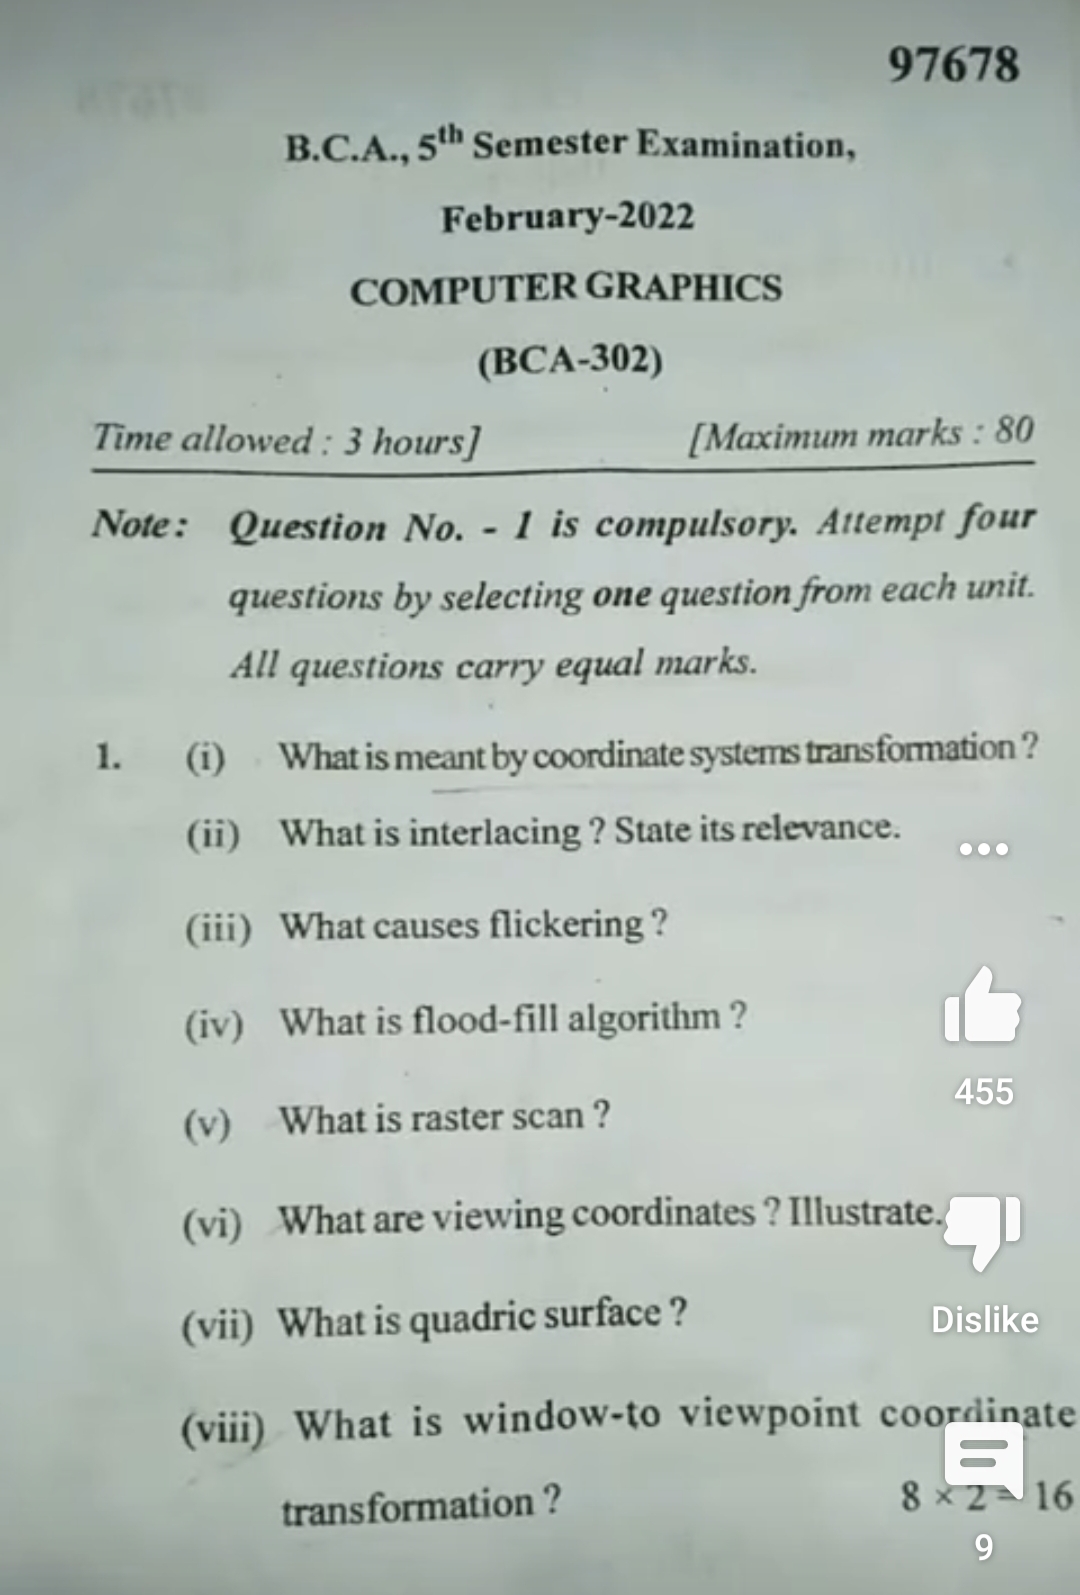 97678
B.C.A., 5th Semester Examination,
February-2022
COMPUTER GRAPHICS
(BCA-302)
Time allowed : 3 hours] [Maximum marks : 80
Note : Question No. - 1 is compulsory. Attempt four
questions by selecting one question from each unit.
All questions carry equal marks.
1. (i) What is meant by coordinate systems transformation ?
(ii) What is interlacing ? State its relevance.
(iii) What causes flickering ?
(iv) What is flood-fill algorithm ?
455
(v) What is raster scan ?
(vi) What are viewing coordinates ? Illustrate.
(vii) What is quadric surface ?
Dislike
(viii) What is window-to viewpoint coordinate
transformation ? 8 × 2 = 16
9